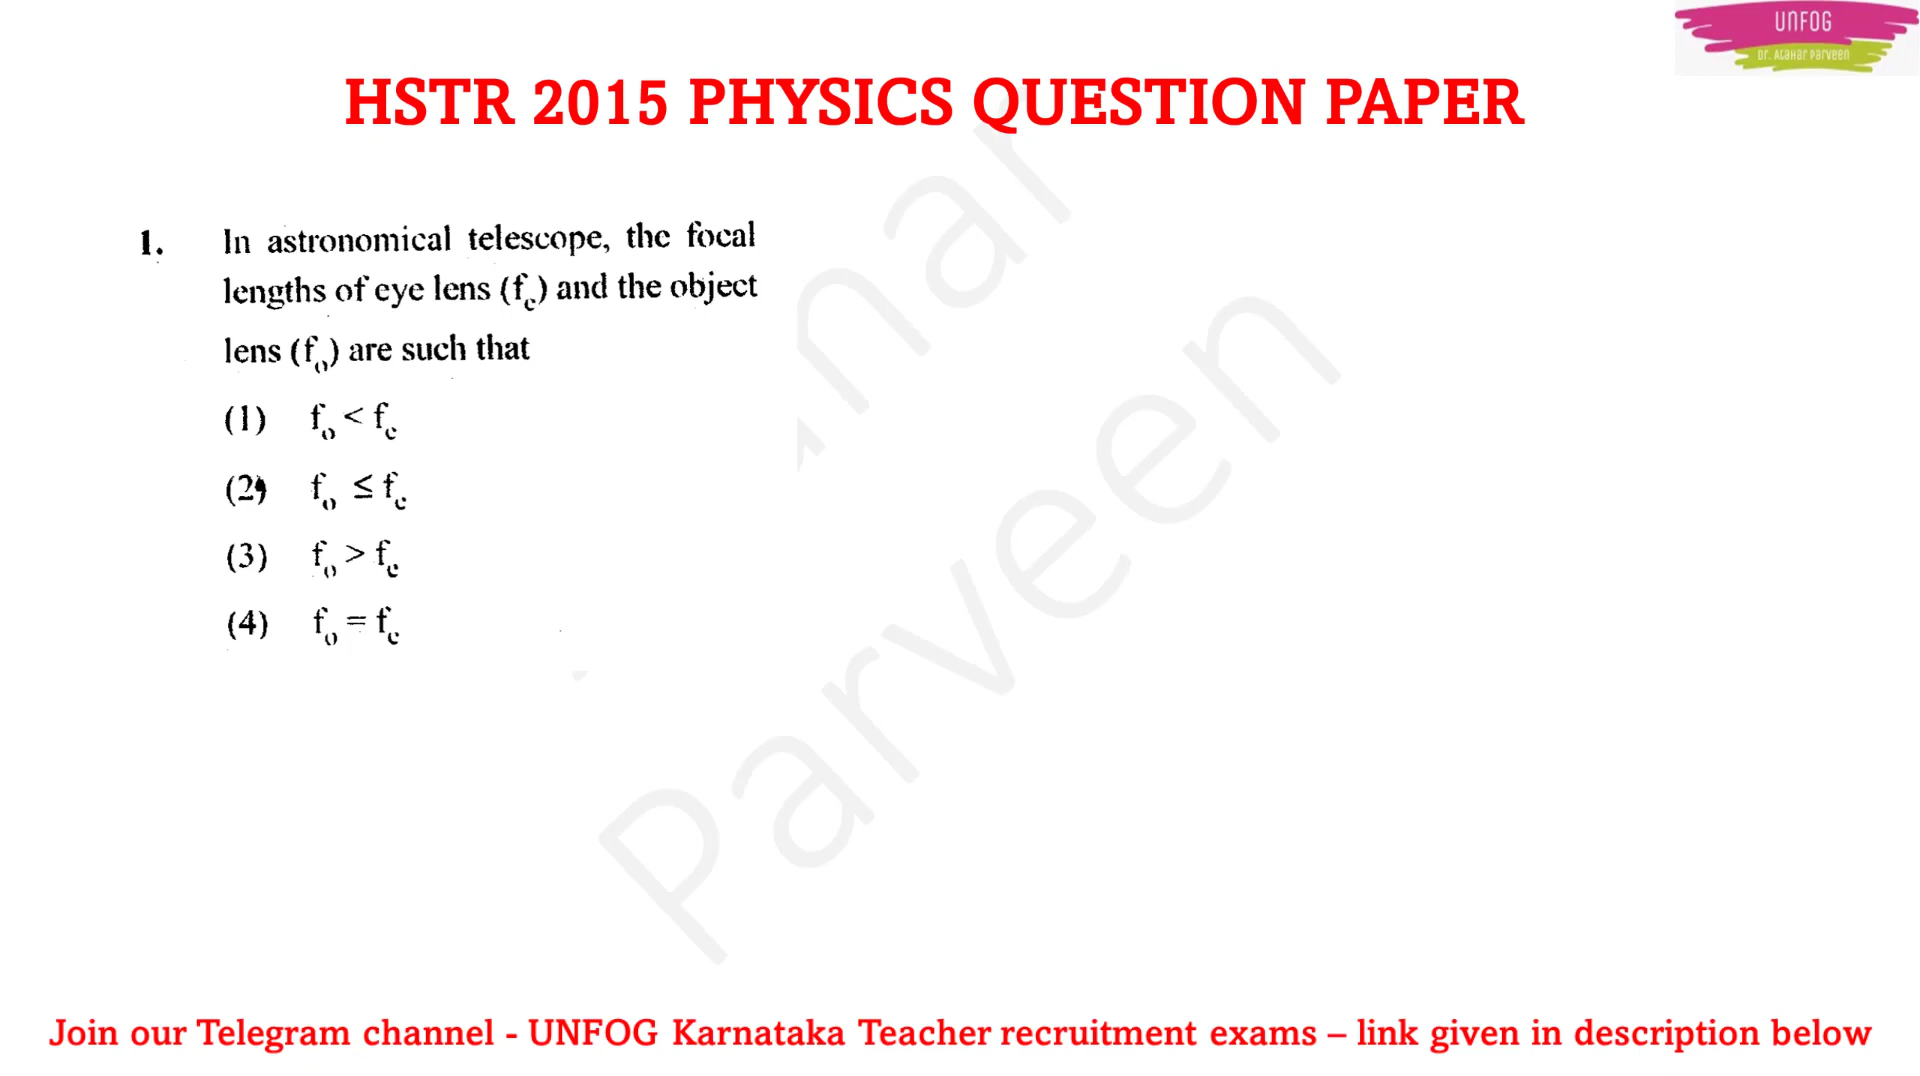 UNFOG
Dr. Atahar Parveen
HSTR 2015 PHYSICS QUESTION PAPER
1. In astronomical telescope, the focal
lengths of eye lens (fₑ) and the object
lens (fₒ) are such that
(1) fₒ < fₑ
(2) fₒ ≤ fₑ
(3) fₒ > fₑ
(4) fₒ = fₑ
Parveen
Join our Telegram channel - UNFOG Karnataka Teacher recruitment exams – link given in description below